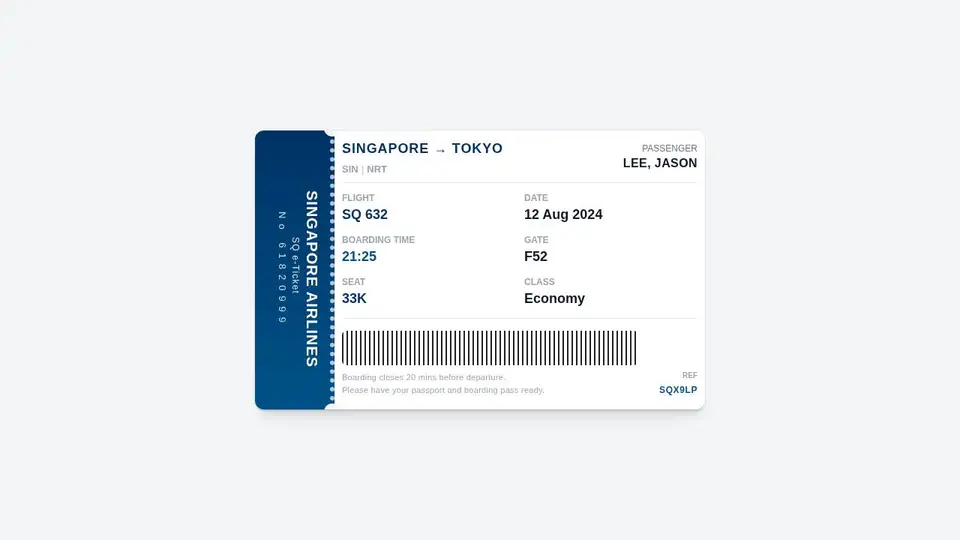 SINGAPORE AIRLINES
SQ e-Ticket
No 61820999
SINGAPORE → TOKYO
SIN | NRT
PASSENGER
LEE, JASON
FLIGHT
SQ 632
DATE
12 Aug 2024
BOARDING TIME
21:25
GATE
F52
SEAT
33K
CLASS
Economy
Boarding closes 20 mins before departure.
Please have your passport and boarding pass ready.
REF
SQX9LP